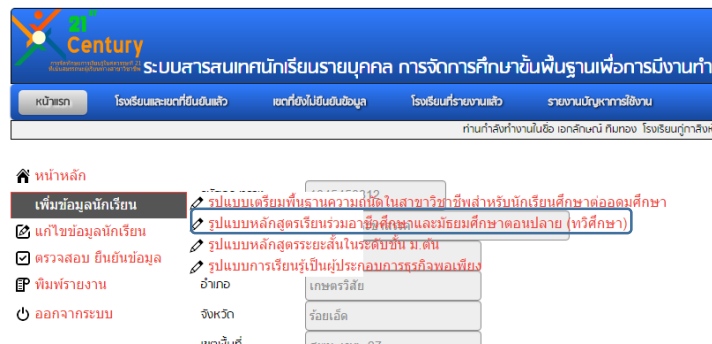 21
Century
ระบบสารสนเทศนักเรียนรายบุคคล การจัดการศึกษาขั้นพื้นฐานเพื่อการมีงานทำ
หน้าแรก โรงเรียนและเขตที่ยืนยันแล้ว เขตที่ยังไม่ยืนยันข้อมูล โรงเรียนที่รายงานแล้ว รายงานปัญหาการใช้งาน
ท่านกำลังทำงานในชื่อ เอกลักษณ์ ทิมทอง
หน้าหลัก
เพิ่มข้อมูลนักเรียน
รูปแบบเตรียมพื้นฐานความถนัดในสาขาวิชาชีพสำหรับนักเรียนศึกษาต่ออุดมศึกษา
รูปแบบหลักสูตรเรียนร่วมอาชีวศึกษาและมัธยมศึกษาตอนปลาย (ทวิศึกษา)
แก้ไขข้อมูลนักเรียน
รูปแบบหลักสูตรระยะสั้นในระดับชั้น ม.ต้น
ตรวจสอบ ยืนยันข้อมูล
รูปแบบการเรียนรู้เป็นผู้ประกอบการธุรกิจพอเพียง
พิมพ์รายงาน
อำเภอ เกษตรวิสัย
ออกจากระบบ
จังหวัด ร้อยเอ็ด